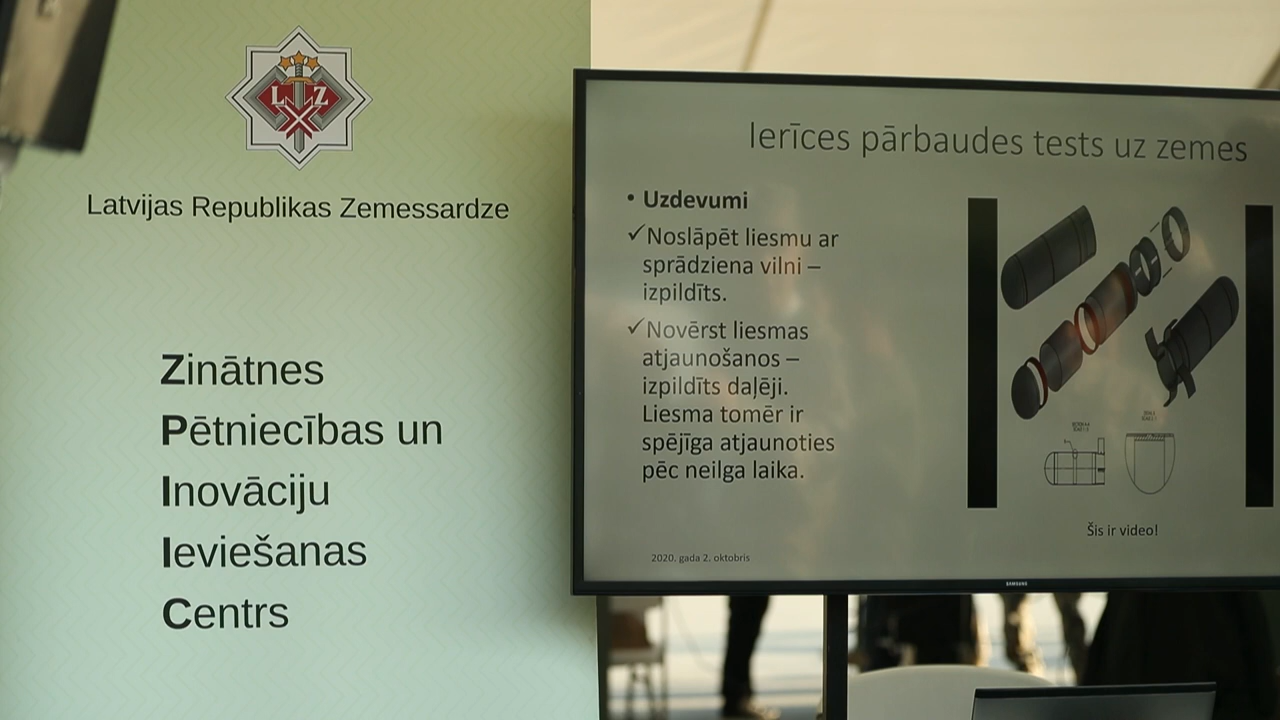 L Z
Latvijas Republikas Zemessardze
Zinātnes
Pētniecības un
Inovāciju
Ieviešanas
Centrs
Ierīces pārbaudes tests uz zemes
• Uzdevumi
✓Noslāpēt liesmu ar
sprādziena vilni –
izpildīts.
✓Novērst liesmas
atjaunošanos –
izpildīts daļēji.
Liesma tomēr ir
spējīga atjaunoties
pēc neilga laika.
Šis ir video!
2020. gada 2. oktobris
SAMSUNG